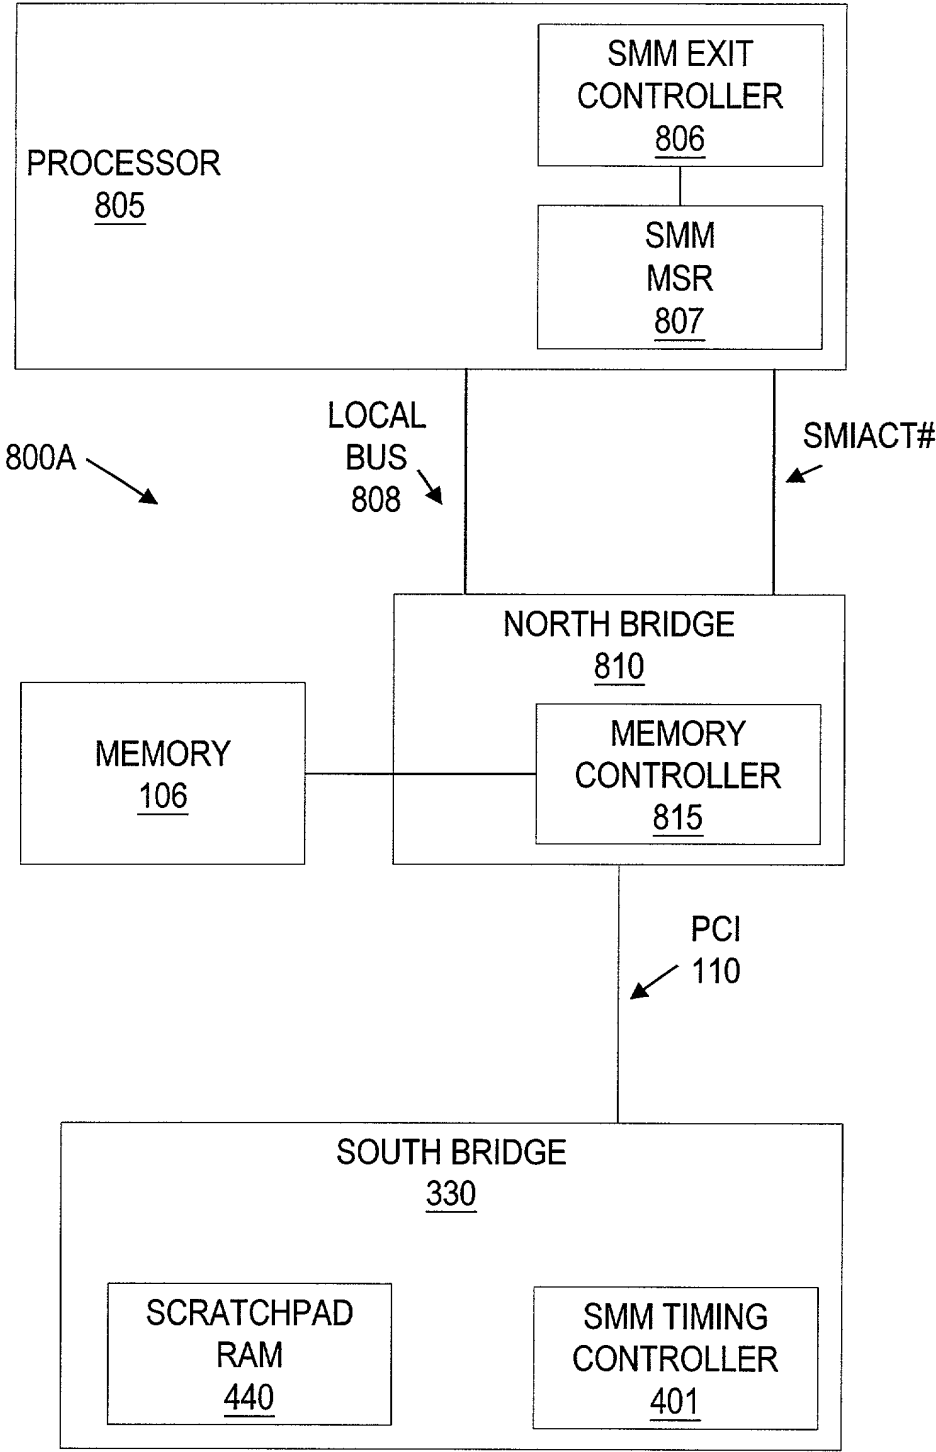 SMM EXIT
CONTROLLER
806
PROCESSOR
805
SMM
MSR
807
LOCAL
BUS
808
SMIACT#
800A
NORTH BRIDGE
810
MEMORY
106
MEMORY
CONTROLLER
815
PCI
110
SOUTH BRIDGE
330
SCRATCHPAD
RAM
440
SMM TIMING
CONTROLLER
401